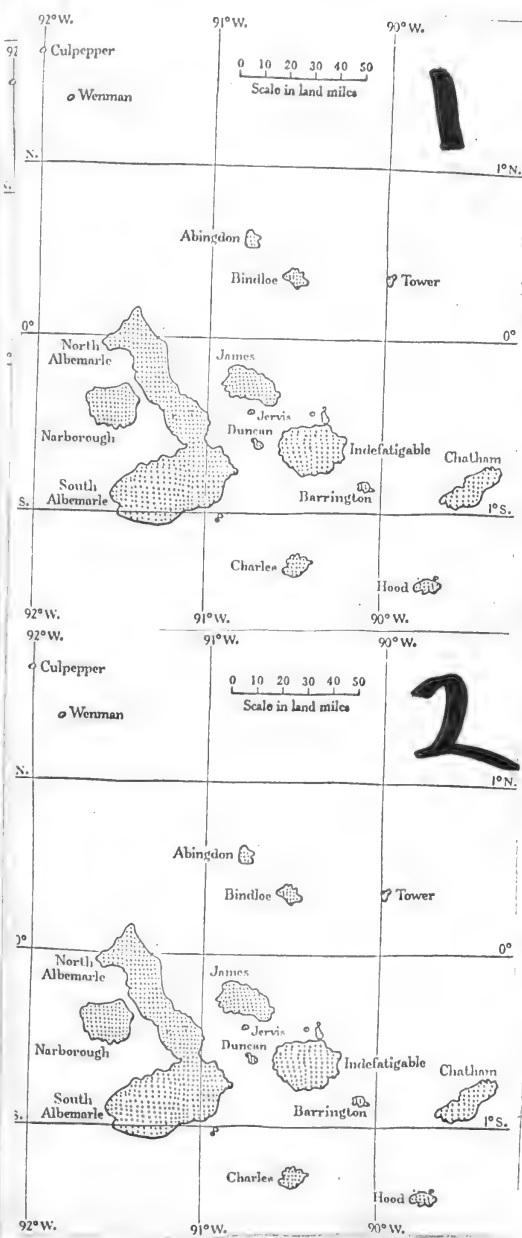 92° W.
91° W.
90° W.
92
Culpepper
Wenman
0 10 20 30 40 50
Scale in land miles
1
N.
1° N.
S.
Abingdon
Bindloe
Tower
0°
North
Albemarle
James
Jervis
Duncan
Narborough
Indefatigable
Chatham
South
Albemarle
Barrington
S.
1° S.
Charles
Hood
92° W.
91° W.
90° W.
92° W.
91° W.
90° W.
Culpepper
Wenman
0 10 20 30 40 50
Scale in land miles
2
N.
1° N.
Abingdon
Bindloe
Tower
0°
0°
North
Albemarle
James
Jervis
Duncan
Narborough
Indefatigable
Chatham
South
Albemarle
Barrington
S.
1° S.
Charles
Hood
92° W.
91° W.
90° W.